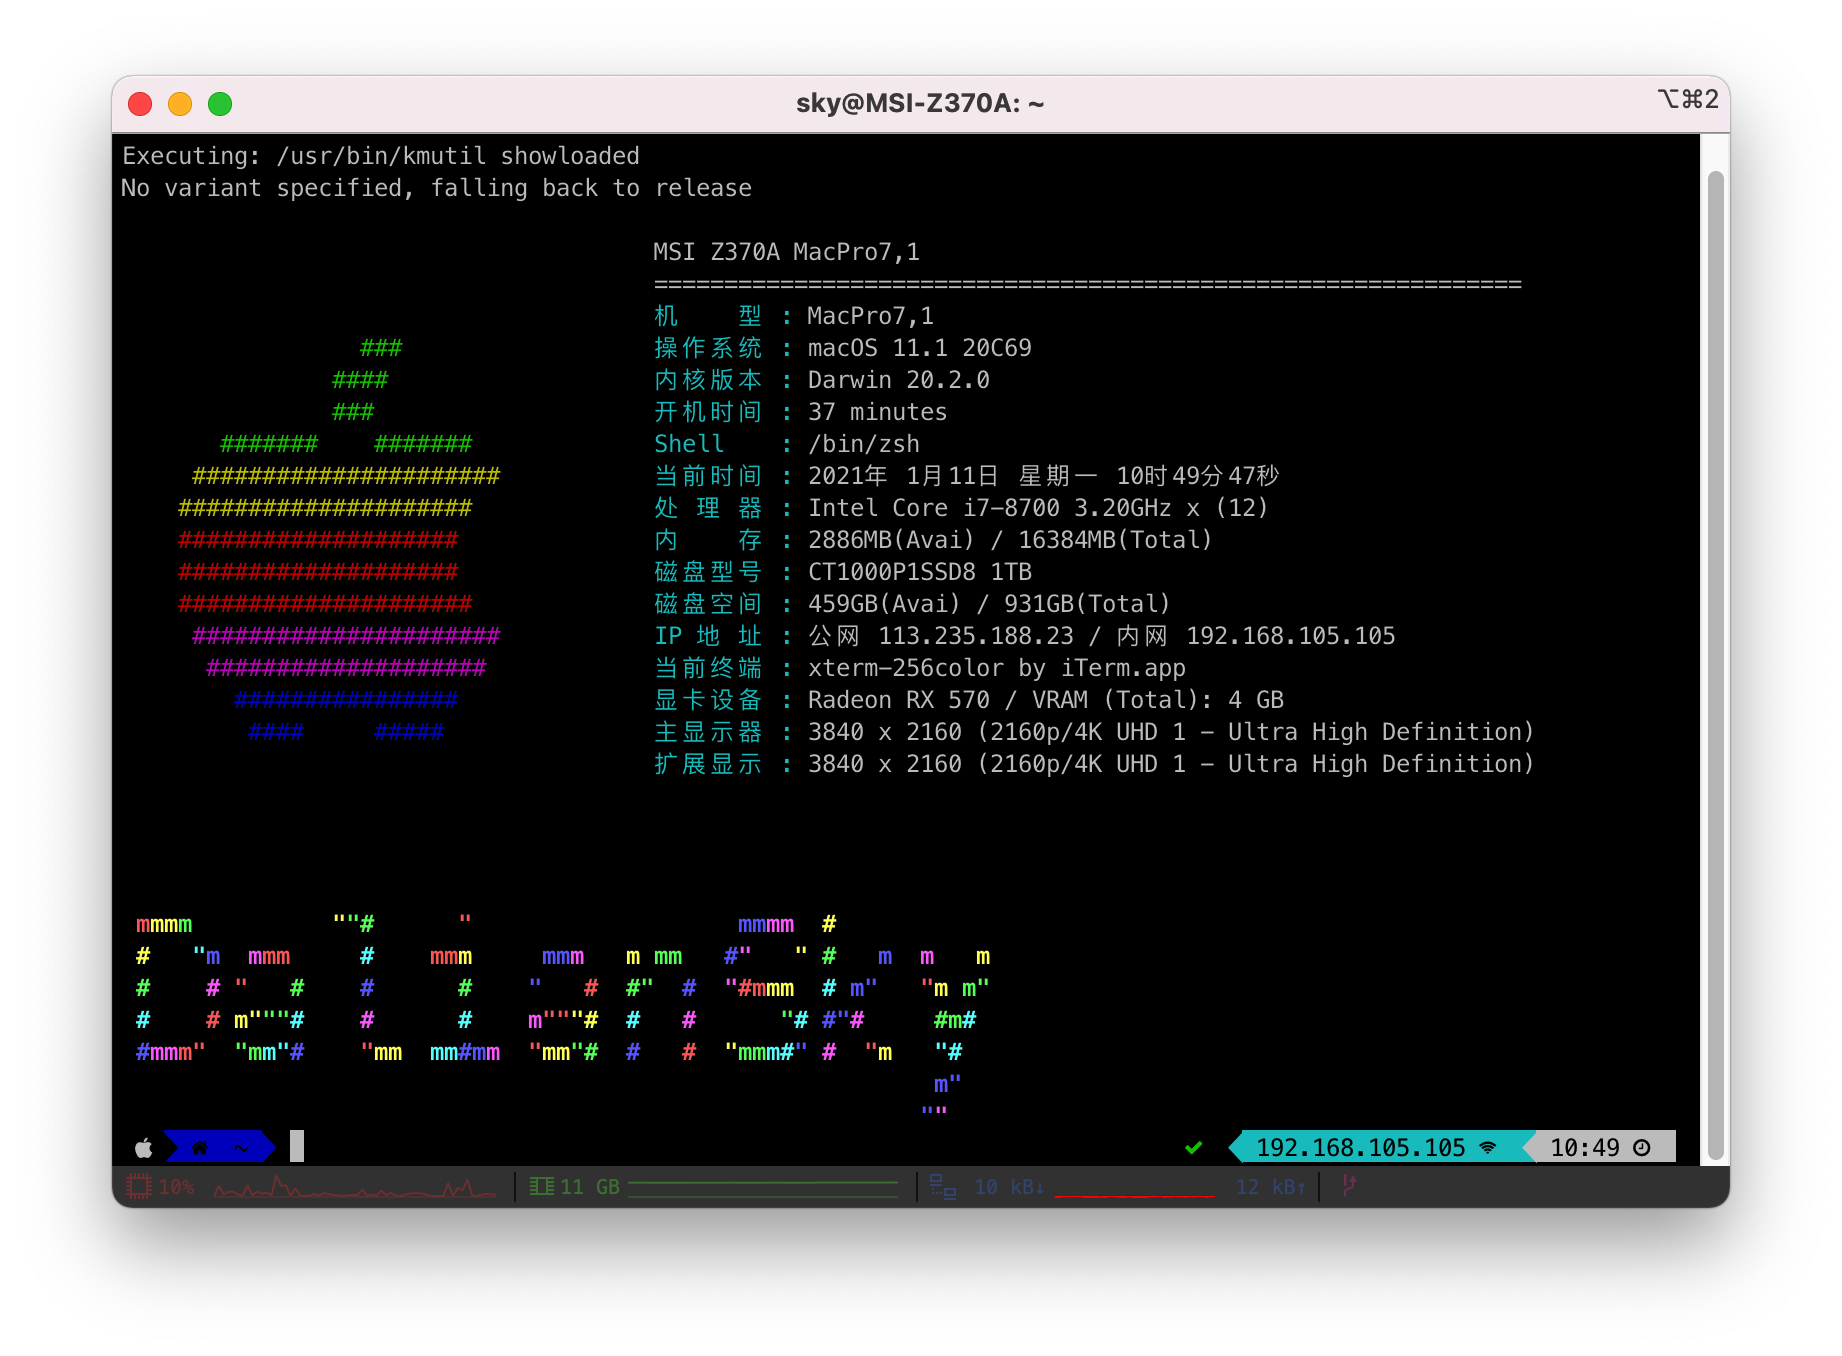 sky@MSI-Z370A: ~
⌥⌘2
Executing: /usr/bin/kmutil showloaded
No variant specified, falling back to release
MSI Z370A MacPro7,1
==============================================================
机 型 : MacPro7,1
操作系统 : macOS 11.1 20C69
内核版本 : Darwin 20.2.0
开机时间 : 37 minutes
Shell : /bin/zsh
当前时间 : 2021年 1月11日 星期一 10时49分47秒
处 理 器 : Intel Core i7-8700 3.20GHz x (12)
内 存 : 2886MB(Avai) / 16384MB(Total)
磁盘型号 : CT1000P1SSD8 1TB
磁盘空间 : 459GB(Avai) / 931GB(Total)
IP 地 址 : 公网 113.235.188.23 / 内网 192.168.105.105
当前终端 : xterm-256color by iTerm.app
显卡设备 : Radeon RX 570 / VRAM (Total): 4 GB
主显示器 : 3840 x 2160 (2160p/4K UHD 1 - Ultra High Definition)
扩展显示 : 3840 x 2160 (2160p/4K UHD 1 - Ultra High Definition)
DalianSky
~ 192.168.105.105 10:49
10% 11 GB 10 kB↓ 12 kB↑